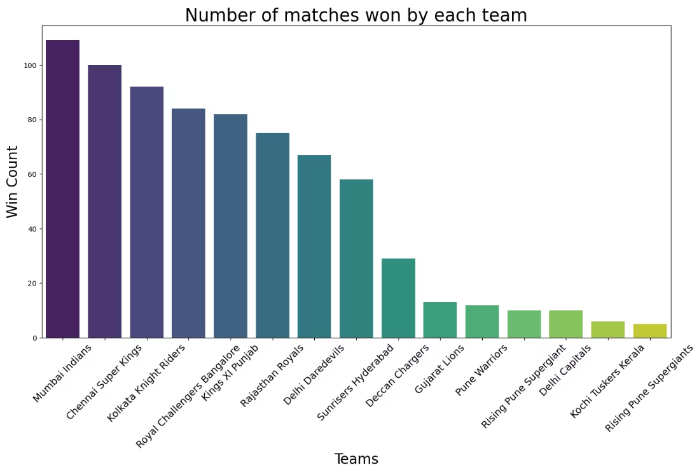 Number of matches won by each team
Win Count
100
80
60
40
20
0
Mumbai Indians
Chennai Super Kings
Kolkata Knight Riders
Royal Challengers Bangalore
Kings XI Punjab
Rajasthan Royals
Delhi Daredevils
Sunrisers Hyderabad
Deccan Chargers
Gujarat Lions
Pune Warriors
Rising Pune Supergiant
Delhi Capitals
Kochi Tuskers Kerala
Rising Pune Supergiants
Teams